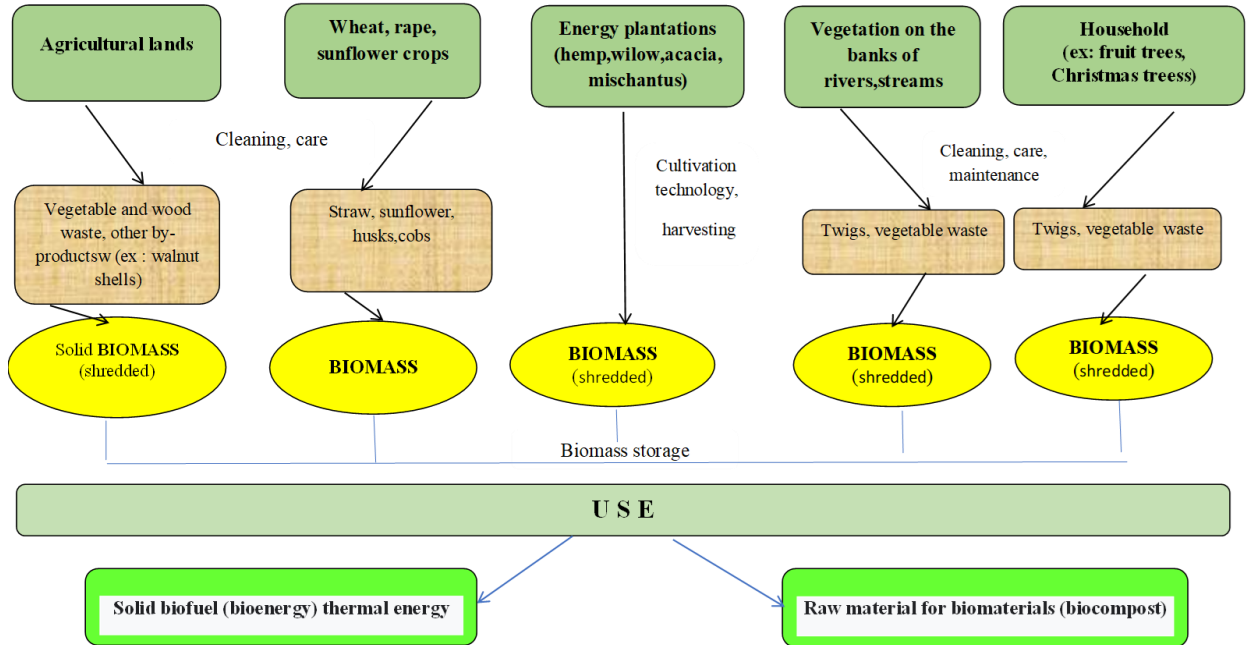 Agricultural lands
Wheat, rape,
sunflower crops
Energy plantations
(hemp,wilow,acacia,
mischantus)
Vegetation on the
banks of
rivers,streams
Household
(ex: fruit trees,
Christmas treess)
Cleaning, care
Cultivation
technology,
harvesting
Cleaning, care,
maintenance
Vegetable and wood
waste, other by-
productsw (ex : walnut
shells)
Straw, sunflower,
husks,cobs
Twigs, vegetable waste
Twigs, vegetable waste
Solid BIOMASS
(shredded)
BIOMASS
BIOMASS
(shredded)
BIOMASS
(shredded)
BIOMASS
(shredded)
Biomass storage
U S E
Solid biofuel (bioenergy) thermal energy
Raw material for biomaterials (biocompost)